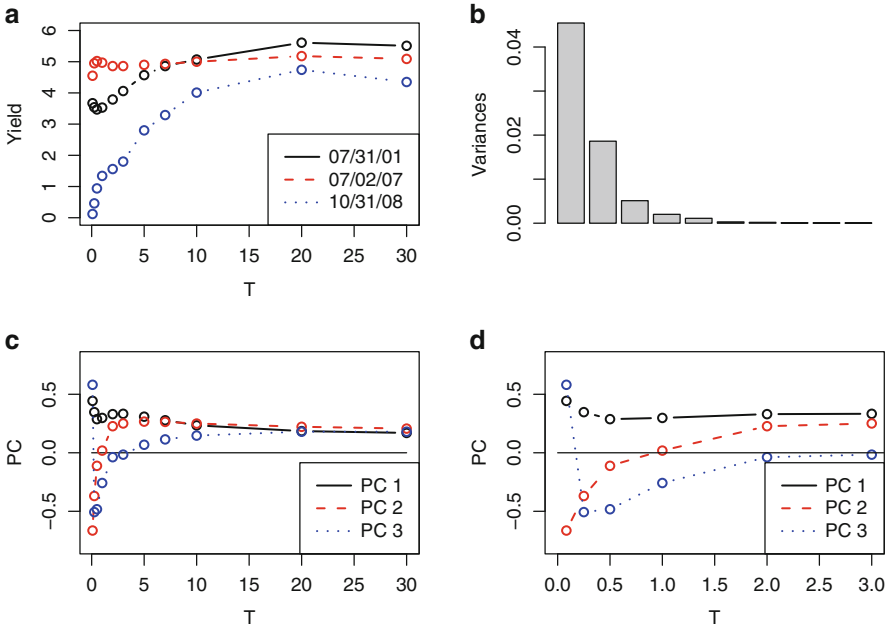 a
Yield
6
5
4
3
2
1
0
07/31/01
07/02/07
10/31/08
0 5 10 15 20 25 30
T
b
Variances
0.04
0.02
0.00
c
PC
0.5
0.0
−0.5
PC 1
PC 2
PC 3
0 5 10 15 20 25 30
T
d
PC
0.5
0.0
−0.5
PC 1
PC 2
PC 3
0.0 0.5 1.0 1.5 2.0 2.5 3.0
T